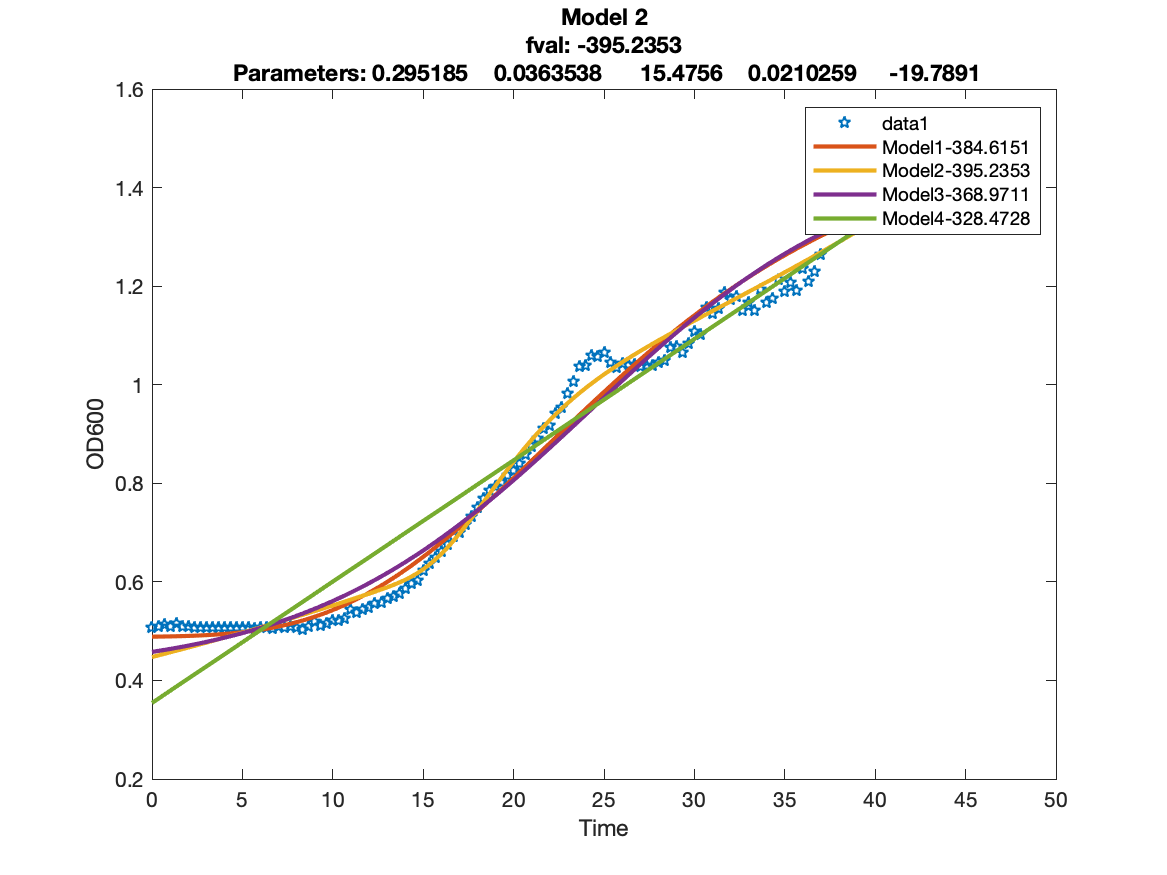 Model 2
fval: -395.2353
Parameters: 0.295185 0.0363538 15.4756 0.0210259 -19.7891
1.6
1.4
1.2
1
0.8
0.6
0.4
0.2
OD600
data1
Model1-384.6151
Model2-395.2353
Model3-368.9711
Model4-328.4728
0 5 10 15 20 25 30 35 40 45 50
Time